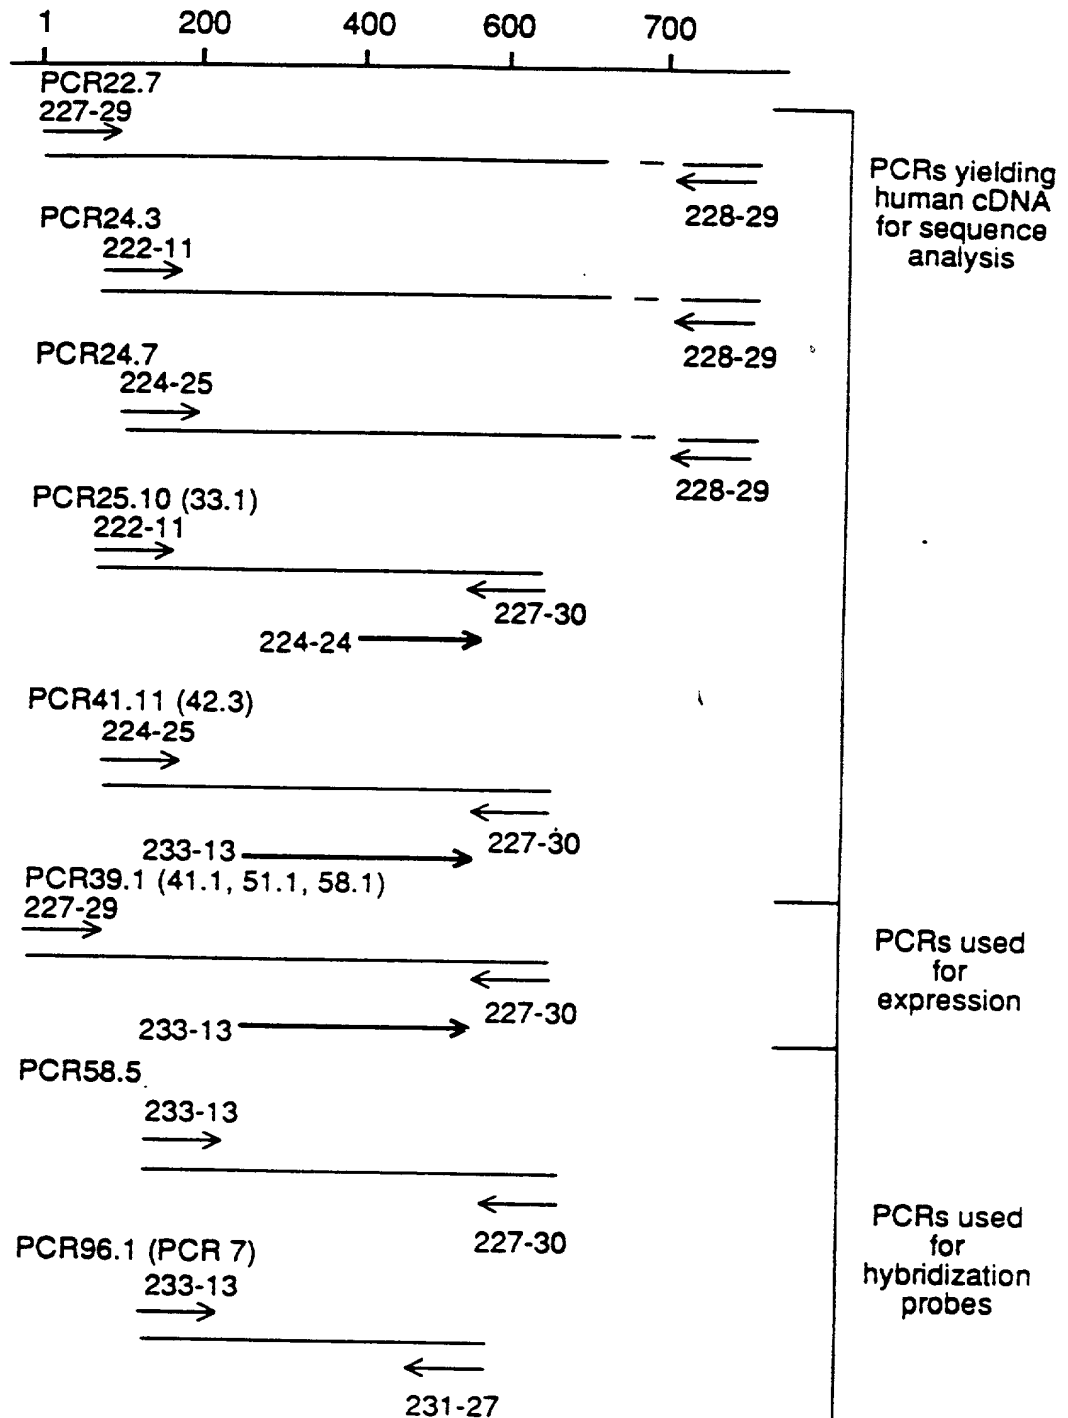 1 200 400 600 700
PCR22.7
227-29
228-29
PCRs yielding
human cDNA
for sequence
analysis
PCR24.3
222-11
228-29
PCR24.7
224-25
228-29
PCR25.10 (33.1)
222-11
227-30
224-24
PCR41.11 (42.3)
224-25
227-30
233-13
PCR39.1 (41.1, 51.1, 58.1)
227-29
227-30
233-13
PCRs used
for
expression
PCR58.5
233-13
227-30
PCR96.1 (PCR 7)
233-13
231-27
PCRs used
for
hybridization
probes